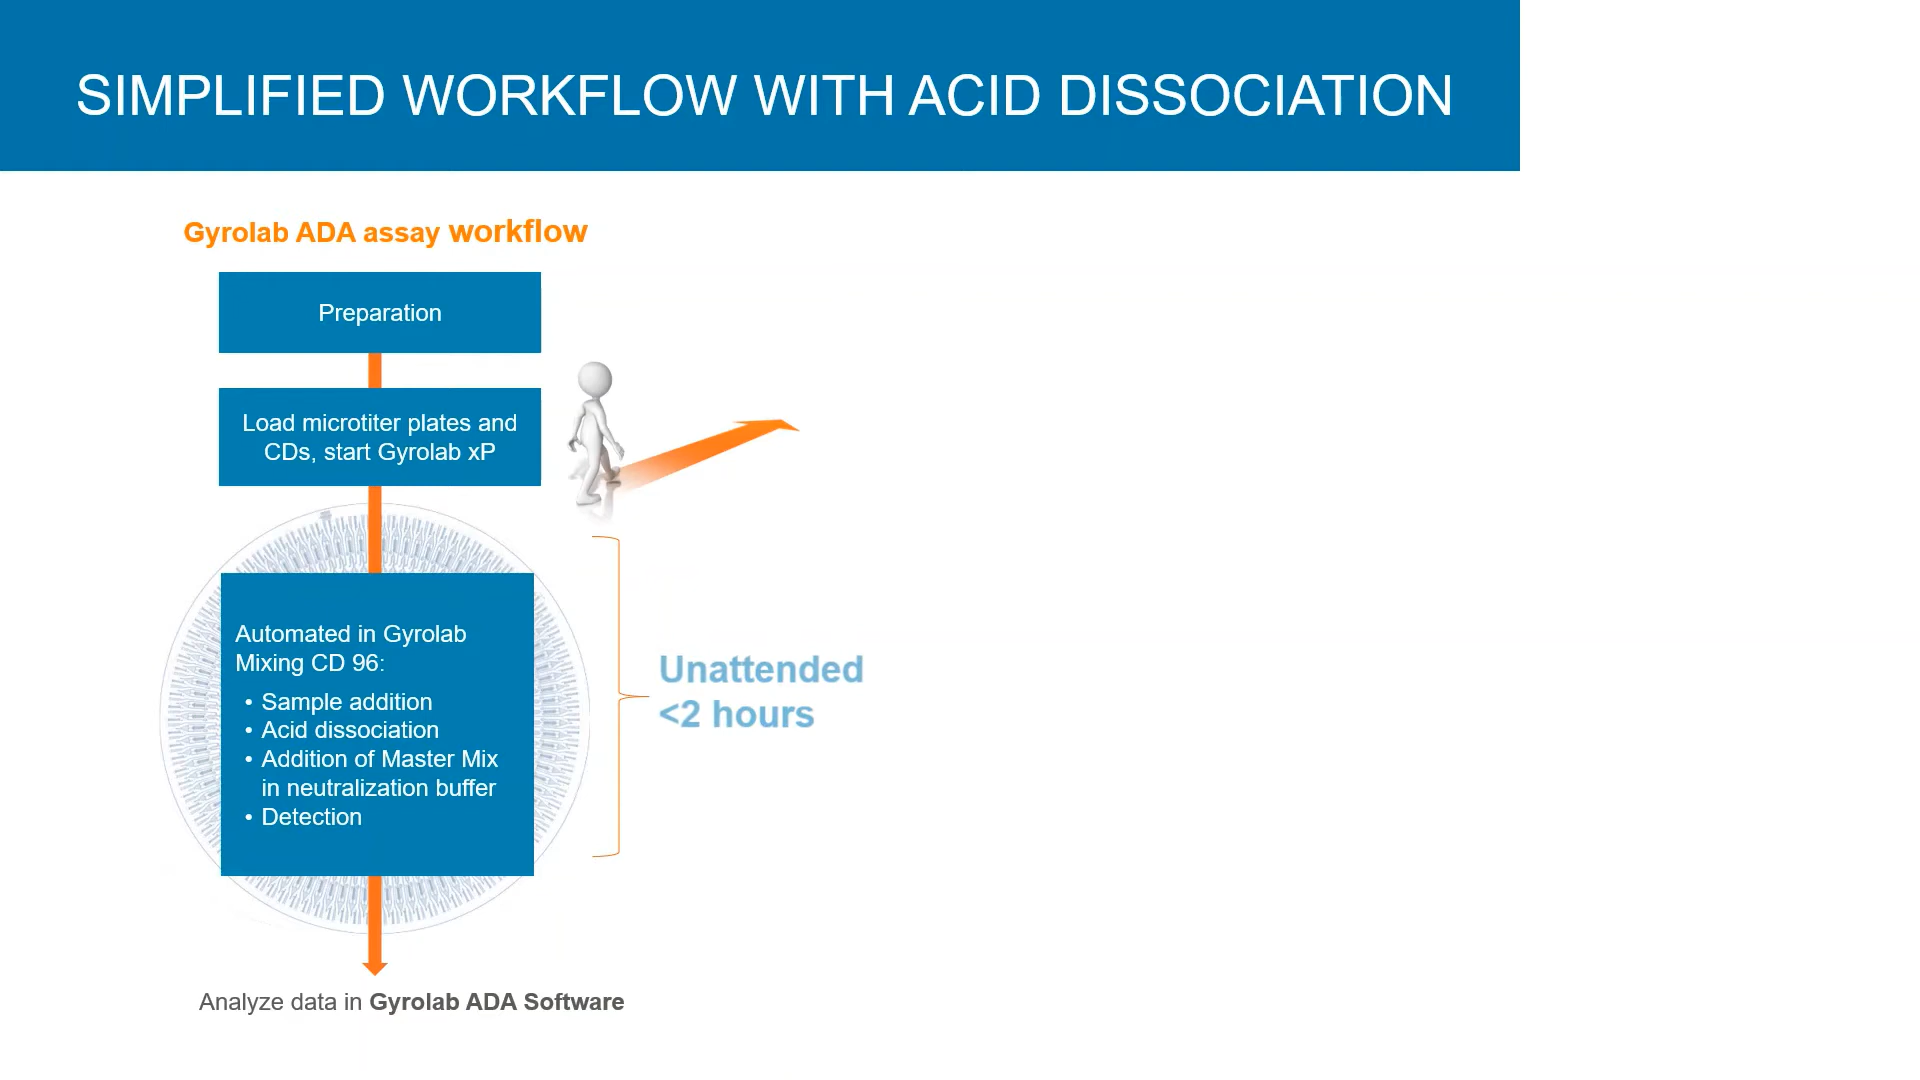 SIMPLIFIED WORKFLOW WITH ACID DISSOCIATION
Gyrolab ADA assay workflow
Preparation
Load microtiter plates and
CDs, start Gyrolab xP
Automated in Gyrolab
Mixing CD 96:
• Sample addition
• Acid dissociation
• Addition of Master Mix
in neutralization buffer
• Detection
Unattended
<2 hours
Analyze data in Gyrolab ADA Software